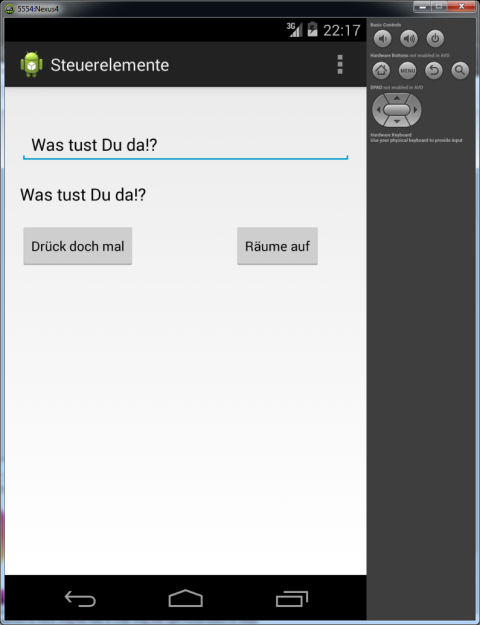 5554:Nexus4
3G 22:17
Steuerelemente
Was tust Du da!?
Was tust Du da!?
Drück doch mal
Räume auf
Basic Controls
Hardware Buttons not enabled in AVD
MENU
DPAD not enabled in AVD
Hardware Keyboard
Use your physical keyboard to provide input